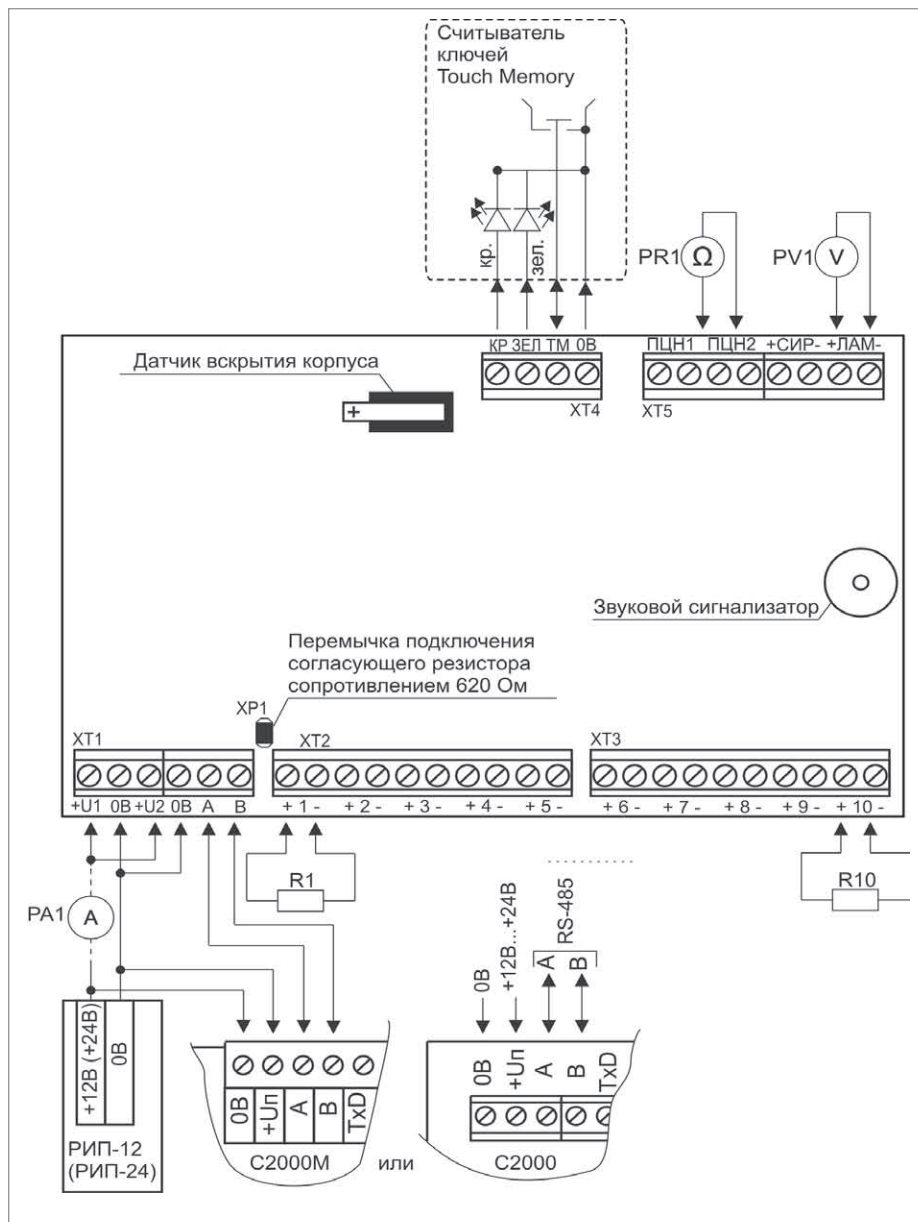 Считыватель
ключей
Touch Memory
кр.
зел.
PR1
Ω
PV1
V
КР ЗЕЛ ТМ 0В
ПЦН1 ПЦН2 +СИР- +ЛАМ-
Датчик вскрытия корпуса
+
XT4
XT5
Звуковой сигнализатор
Перемычка подключения
согласующего резистора
сопротивлением 620 Ом
XP1
XT1
XT2
XT3
+U1 0В +U2 0В A B
+ 1 - + 2 - + 3 - + 4 - + 5 -
+ 6 - + 7 - + 8 - + 9 - + 10 -
R1
R10
PA1
A
0В
+12В...+24В
A
B
RS-485
+12В (+24В)
0В
0В
+Uп
A
B
TxD
0В
+Uп
A
B
TxD
РИП-12
(РИП-24)
С2000М
или
С2000